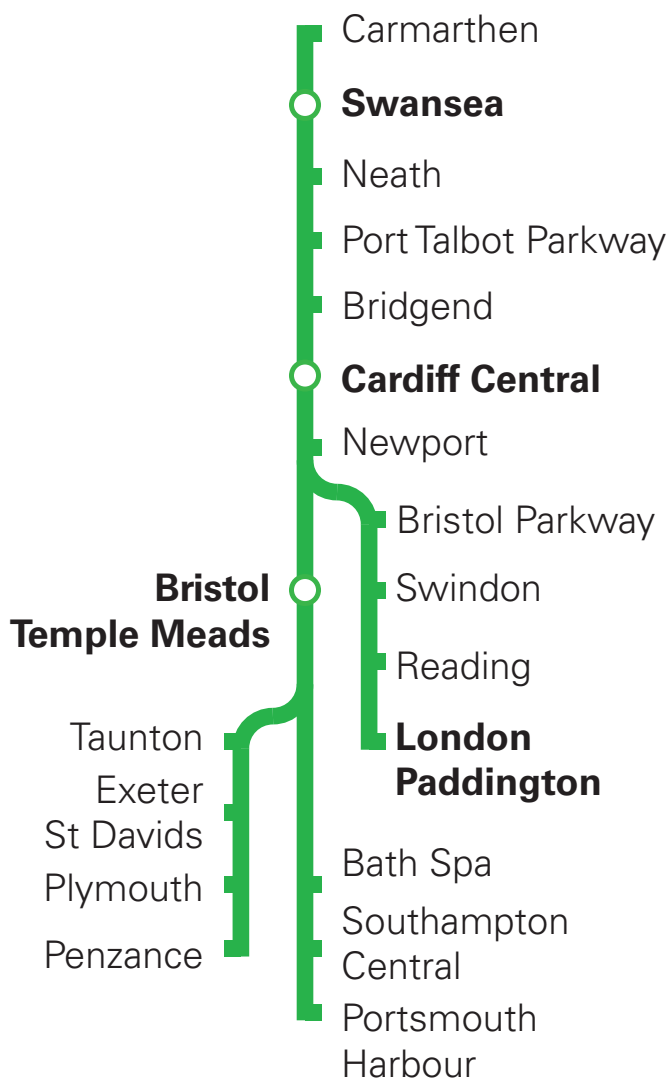 Carmarthen
Swansea
Neath
Port Talbot Parkway
Bridgend
Cardiff Central
Newport
Bristol Parkway
Swindon
Reading
London
Paddington
Bristol
Temple Meads
Taunton
Exeter
St Davids
Plymouth
Penzance
Bath Spa
Southampton
Central
Portsmouth
Harbour